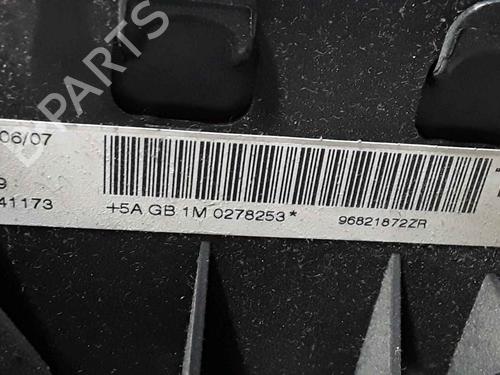 B-PARTS
06/07
9
41173
+5A GB 1M 0278253*
96821872ZR